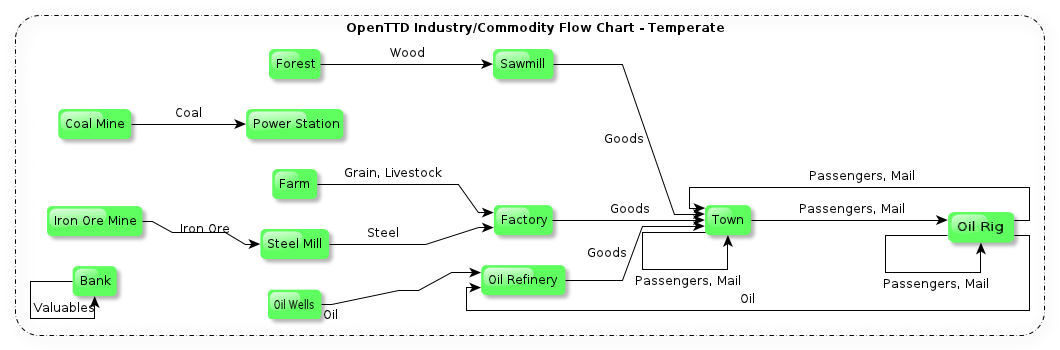 OpenTTD Industry/Commodity Flow Chart - Temperate
Forest
Wood
Sawmill
Coal Mine
Coal
Power Station
Goods
Farm
Grain, Livestock
Passengers, Mail
Iron Ore Mine
Iron Ore
Steel Mill
Steel
Factory
Goods
Town
Passengers, Mail
Oil Rig
Bank
Valuables
Oil Wells
Oil
Oil Refinery
Goods
Passengers, Mail
Passengers, Mail
Oil